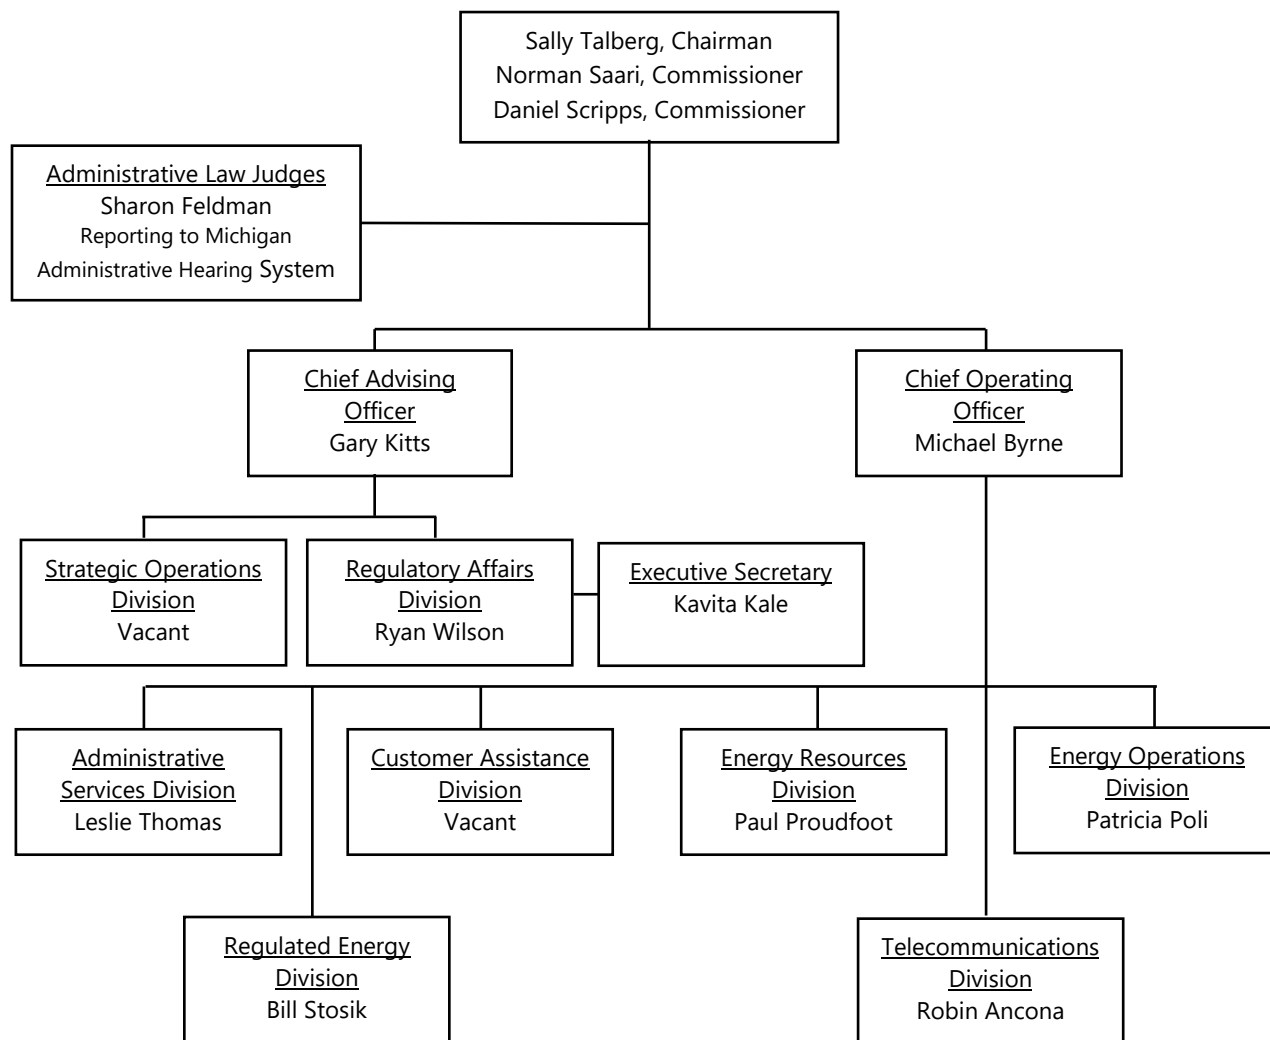 Sally Talberg, Chairman
Norman Saari, Commissioner
Daniel Scripps, Commissioner
Administrative Law Judges
Sharon Feldman
Reporting to Michigan
Administrative Hearing System
Chief Advising
Officer
Gary Kitts
Chief Operating
Officer
Michael Byrne
Strategic Operations
Division
Vacant
Regulatory Affairs
Division
Ryan Wilson
Executive Secretary
Kavita Kale
Administrative
Services Division
Leslie Thomas
Customer Assistance
Division
Vacant
Energy Resources
Division
Paul Proudfoot
Energy Operations
Division
Patricia Poli
Regulated Energy
Division
Bill Stosik
Telecommunications
Division
Robin Ancona